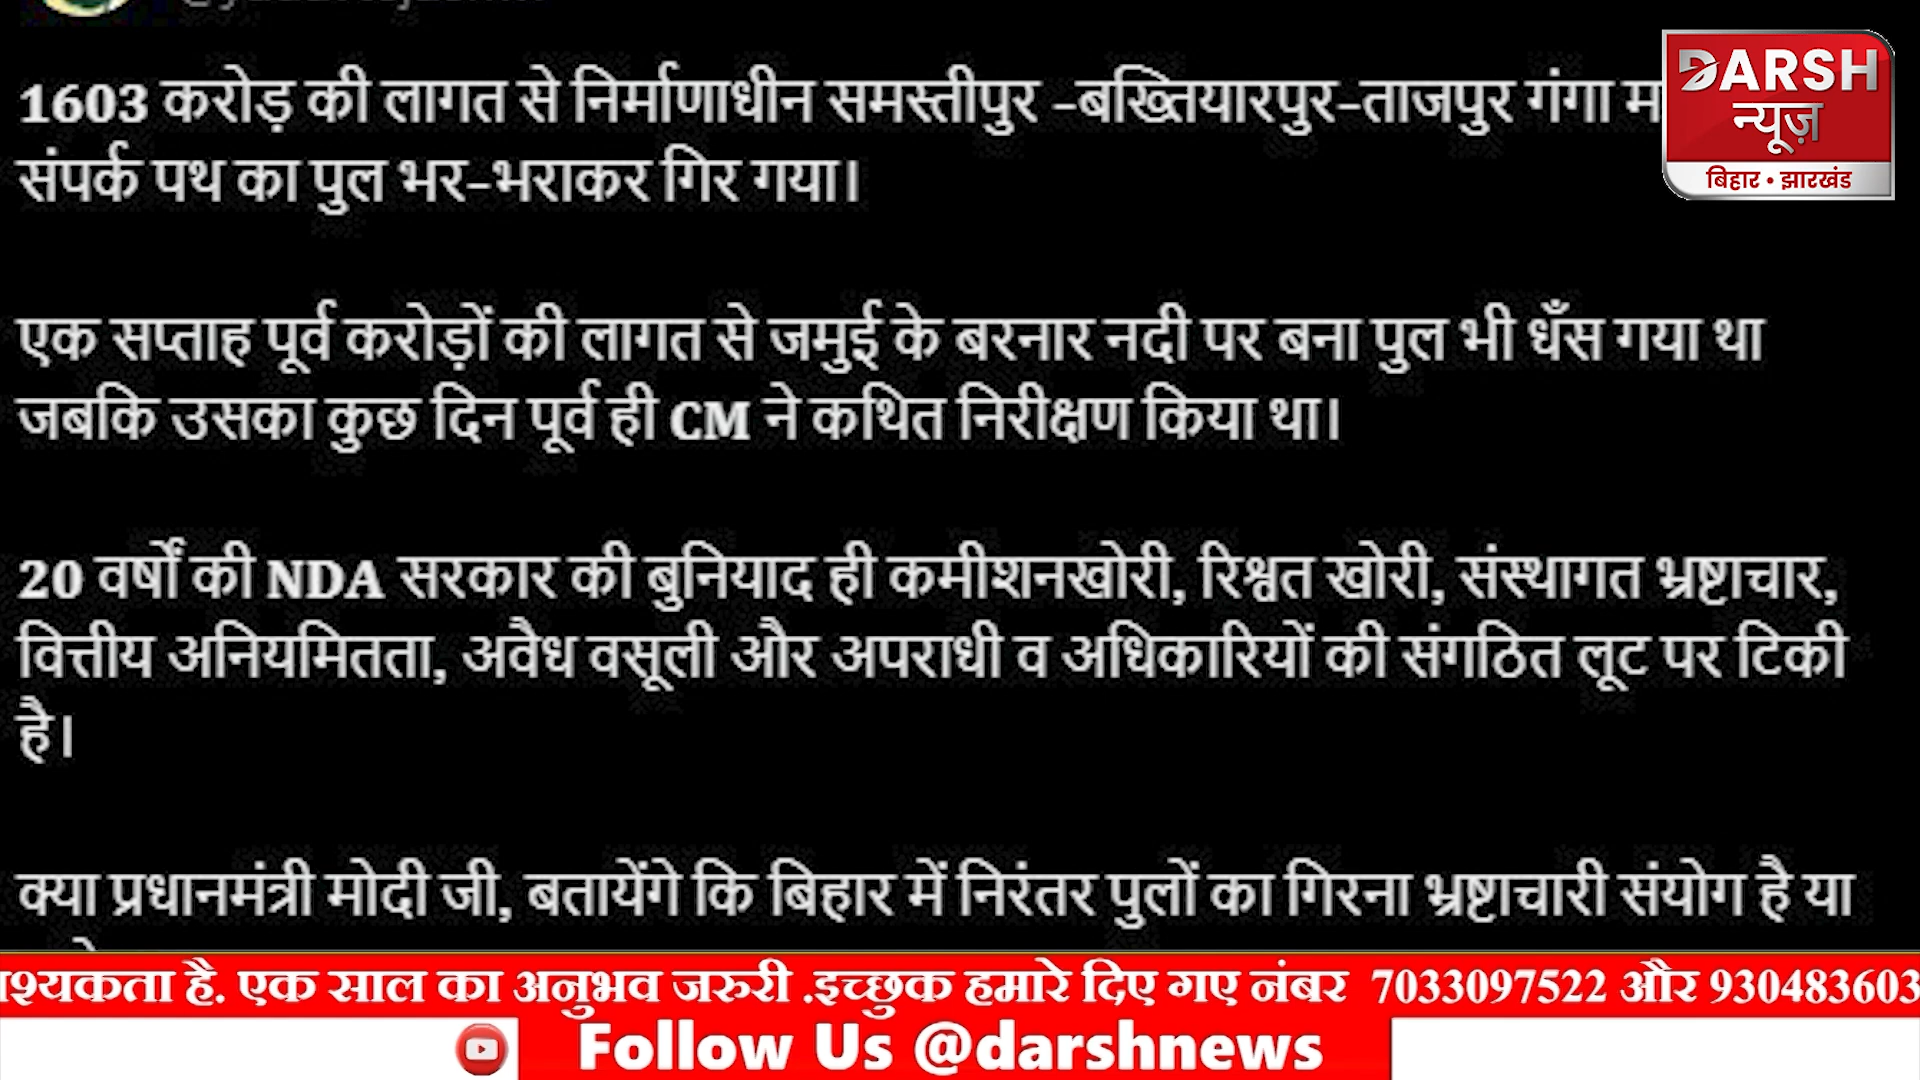 1603 करोड़ की लागत से निर्माणाधीन समस्तीपुर -बख्तियारपुर-ताजपुर गंगा
संपर्क पथ का पुल भर-भराकर गिर गया।
एक सप्ताह पूर्व करोड़ों की लागत से जमुई के बरनार नदी पर बना पुल भी धँस गया था
जबकि उसका कुछ दिन पूर्व ही CM ने कथित निरीक्षण किया था।
20 वर्षों की NDA सरकार की बुनियाद ही कमीशनखोरी, रिश्वत खोरी, संस्थागत भ्रष्टाचार,
वित्तीय अनियमितता, अवैध वसूली और अपराधी व अधिकारियों की संगठित लूट पर टिकी
है।
क्या प्रधानमंत्री मोदी जी, बतायेंगे कि बिहार में निरंतर पुलों का गिरना भ्रष्टाचारी संयोग है या
DARSH
न्यूज़
बिहार • झारखंड
है. एक साल का अनुभव जरुरी .इच्छुक हमारे दिए गए नंबर 7033097522 और 930483603
Follow Us @darshnews